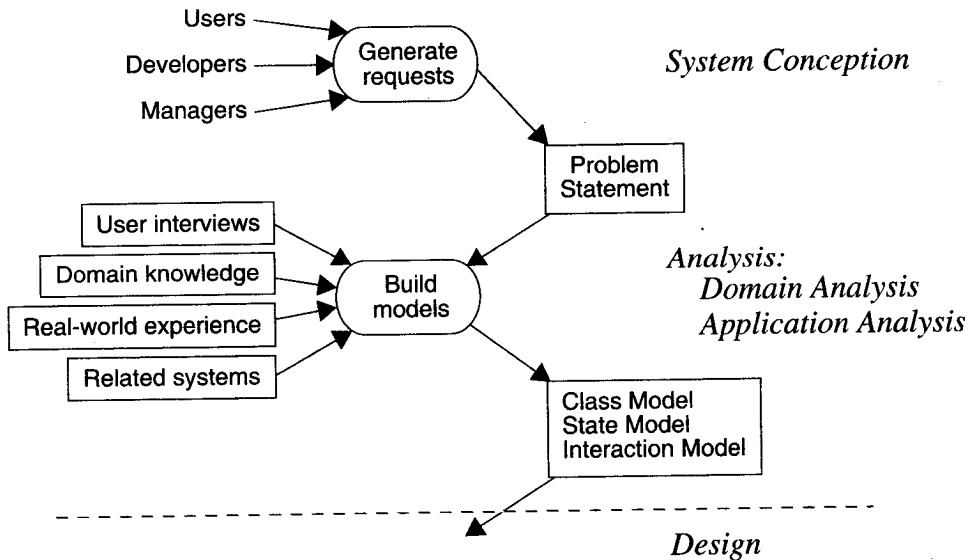 Users
Developers
Managers
Generate
requests
System Conception
Problem
Statement
User interviews
Domain knowledge
Real-world experience
Related systems
Build
models
Analysis:
Domain Analysis
Application Analysis
Class Model
State Model
Interaction Model
Design